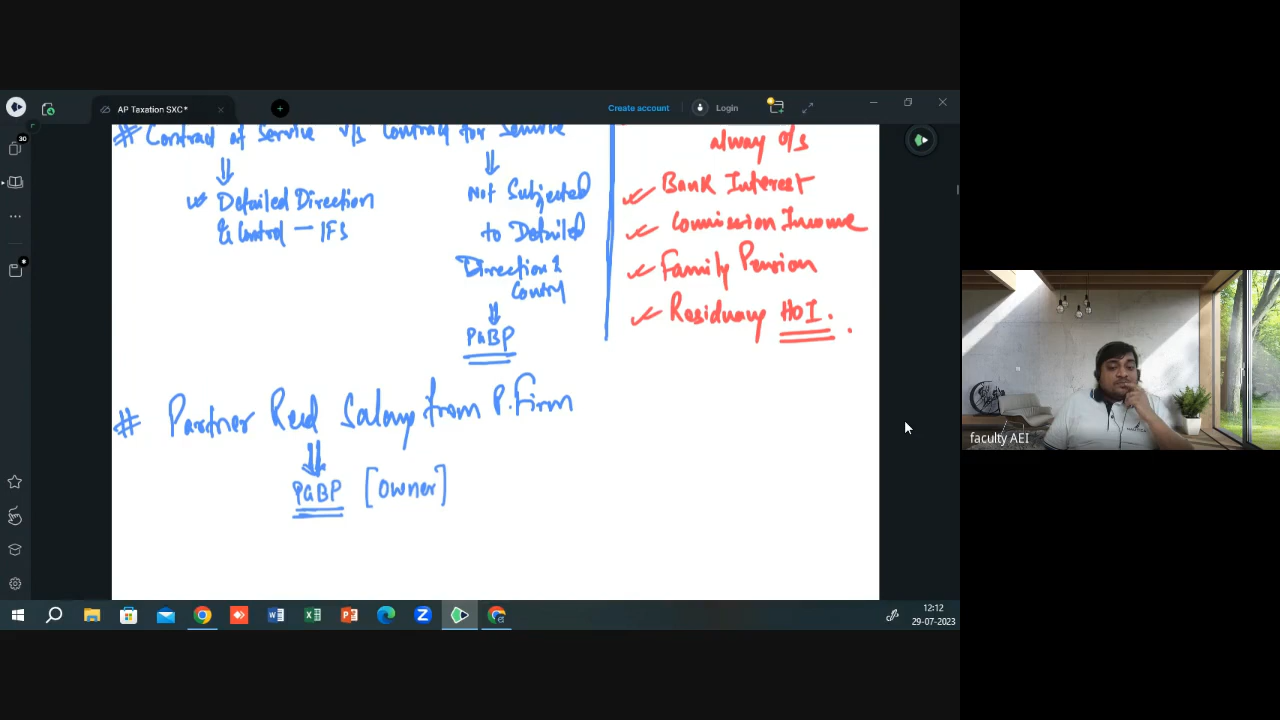 AP Taxation SXC*
Create account
Login
30
# Contract of Service v/s Contract for Service
Detailed Direction
& Control - IFS
Not Subjected
to Detailed
Direction &
Control
PGBP
alway o/s
Bank Interest
Commission Income
Family Pension
Residuary HOI.
# Partner Recd Salary from P. Firm
PGBP [Owner]
faculty AEI
12:12
29-07-2023